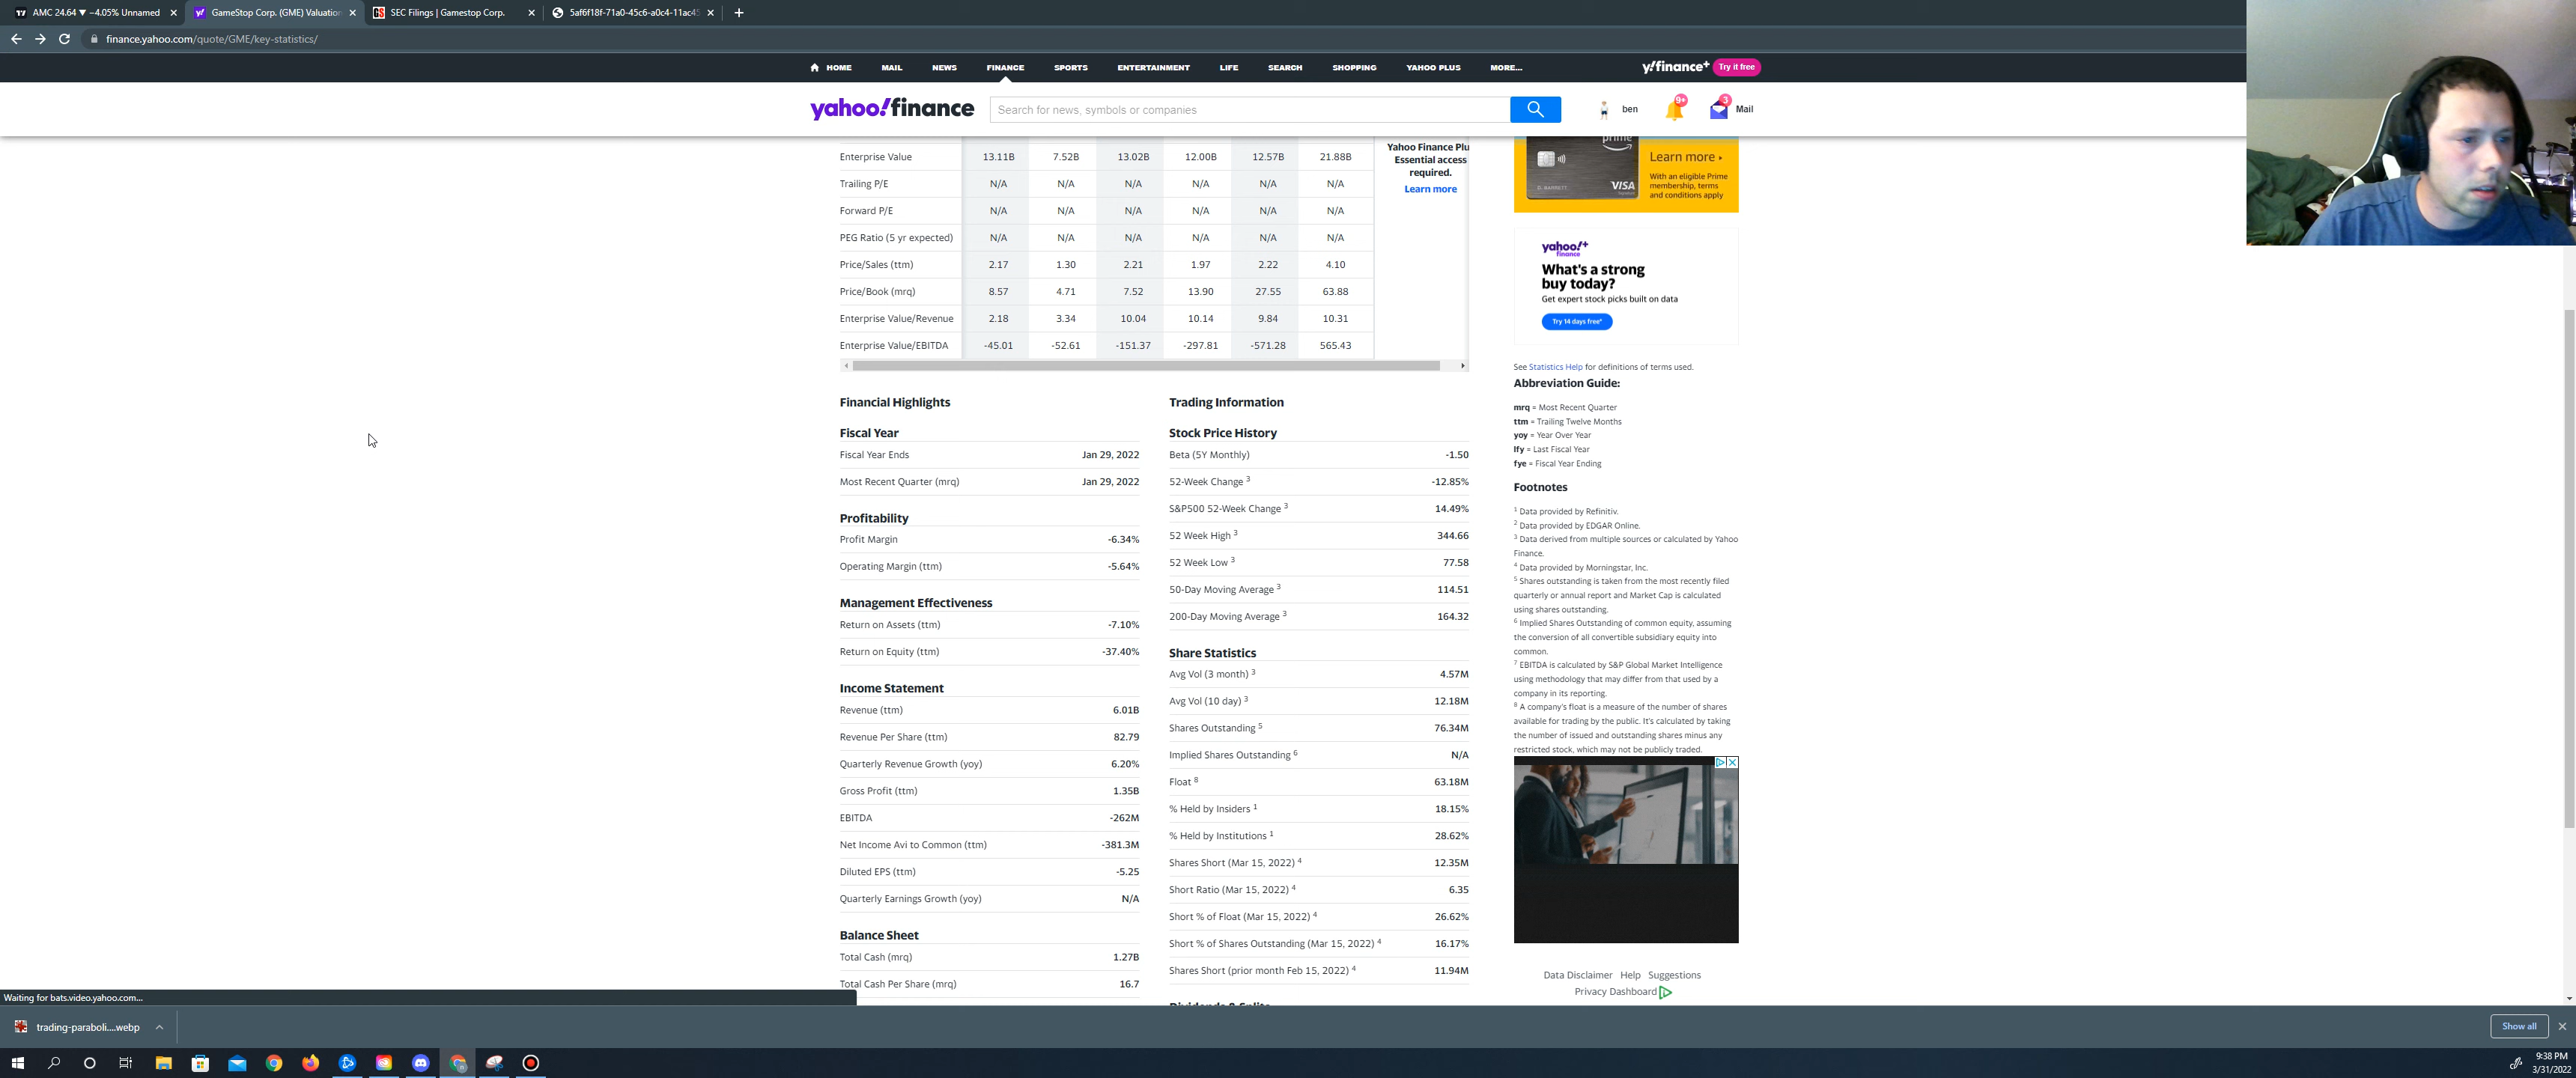 AMC 24.64 ▼ −4.05% Unnamed
GameStop Corp. (GME) Valuation
SEC Filings | Gamestop Corp.
5af6f18f-71a0-45c6-a0c4-11ac45
finance.yahoo.com/quote/GME/key-statistics/
HOME MAIL NEWS FINANCE SPORTS ENTERTAINMENT LIFE SEARCH SHOPPING YAHOO PLUS MORE...
y!finance+ Try it free
yahoo!finance
Search for news, symbols or companies
ben
9+
3
Mail
Enterprise Value 13.11B 7.52B 13.02B 12.00B 12.57B 21.88B
Trailing P/E N/A N/A N/A N/A N/A N/A
Forward P/E N/A N/A N/A N/A N/A N/A
PEG Ratio (5 yr expected) N/A N/A N/A N/A N/A N/A
Price/Sales (ttm) 2.17 1.30 2.21 1.97 2.22 4.10
Price/Book (mrq) 8.57 4.71 7.52 13.90 27.55 63.88
Enterprise Value/Revenue 2.18 3.34 10.04 10.14 9.84 10.31
Enterprise Value/EBITDA -45.01 -52.61 -151.37 -297.81 -571.28 565.43
Yahoo Finance Plu
Essential access
required.
Learn more
Financial Highlights
Fiscal Year
Fiscal Year Ends Jan 29, 2022
Most Recent Quarter (mrq) Jan 29, 2022
Profitability
Profit Margin -6.34%
Operating Margin (ttm) -5.64%
Management Effectiveness
Return on Assets (ttm) -7.10%
Return on Equity (ttm) -37.40%
Income Statement
Revenue (ttm) 6.01B
Revenue Per Share (ttm) 82.79
Quarterly Revenue Growth (yoy) 6.20%
Gross Profit (ttm) 1.35B
EBITDA -262M
Net Income Avi to Common (ttm) -381.3M
Diluted EPS (ttm) -5.25
Quarterly Earnings Growth (yoy) N/A
Balance Sheet
Total Cash (mrq) 1.27B
Total Cash Per Share (mrq) 16.7
Trading Information
Stock Price History
Beta (5Y Monthly) -1.50
52-Week Change 3 -12.85%
S&P500 52-Week Change 3 14.49%
52 Week High 3 344.66
52 Week Low 3 77.58
50-Day Moving Average 3 114.51
200-Day Moving Average 3 164.32
Share Statistics
Avg Vol (3 month) 3 4.57M
Avg Vol (10 day) 3 12.18M
Shares Outstanding 5 76.34M
Implied Shares Outstanding 6 N/A
Float 8 63.18M
% Held by Insiders 1 18.15%
% Held by Institutions 1 28.62%
Shares Short (Mar 15, 2022) 4 12.35M
Short Ratio (Mar 15, 2022) 4 6.35
Short % of Float (Mar 15, 2022) 4 26.62%
Short % of Shares Outstanding (Mar 15, 2022) 4 16.17%
Shares Short (prior month Feb 15, 2022) 4 11.94M
Dividends & Splits
prime
VISA
Learn more ▸
With an eligible Prime
membership, terms
and conditions apply
yahoo!+
finance
What's a strong
buy today?
Get expert stock picks built on data
Try 14 days free*
See Statistics Help for definitions of terms used.
Abbreviation Guide:
mrq = Most Recent Quarter
ttm = Trailing Twelve Months
yoy = Year Over Year
lfy = Last Fiscal Year
fye = Fiscal Year Ending
Footnotes
1 Data provided by Refinitiv.
2 Data provided by EDGAR Online.
3 Data derived from multiple sources or calculated by Yahoo
Finance.
4 Data provided by Morningstar, Inc.
5 Shares outstanding is taken from the most recently filed
quarterly or annual report and Market Cap is calculated
using shares outstanding.
6 Implied Shares Outstanding of common equity, assuming
the conversion of all convertible subsidiary equity into
common.
7 EBITDA is calculated by S&P Global Market Intelligence
using methodology that may differ from that used by a
company in its reporting.
8 A company's float is a measure of the number of shares
available for trading by the public. It's calculated by taking
the number of issued and outstanding shares minus any
restricted stock, which may not be publicly traded.
Data Disclaimer Help Suggestions
Privacy Dashboard
Waiting for bats.video.yahoo.com...
trading-paraboli....webp
Show all
9:38 PM
3/31/2022